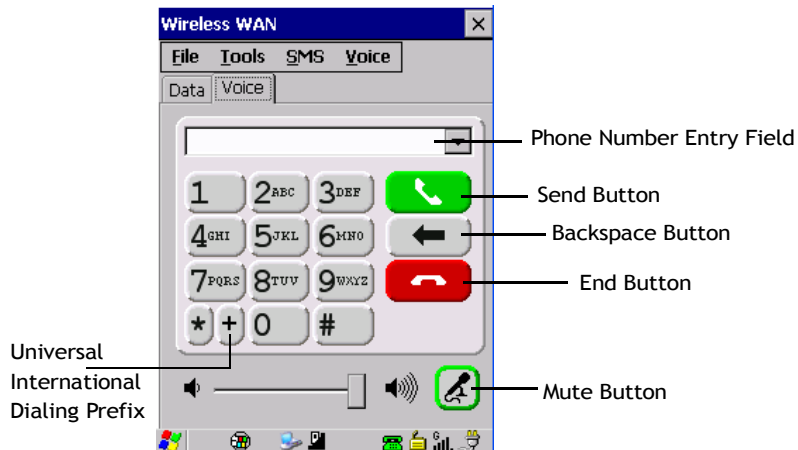 Wireless WAN
File Tools SMS Voice
Data Voice
Phone Number Entry Field
1 2ABC 3DEF
Send Button
4GHI 5JKL 6MNO
Backspace Button
7PQRS 8TUV 9WXYZ
End Button
* + 0 #
Universal
International
Dialing Prefix
Mute Button
G